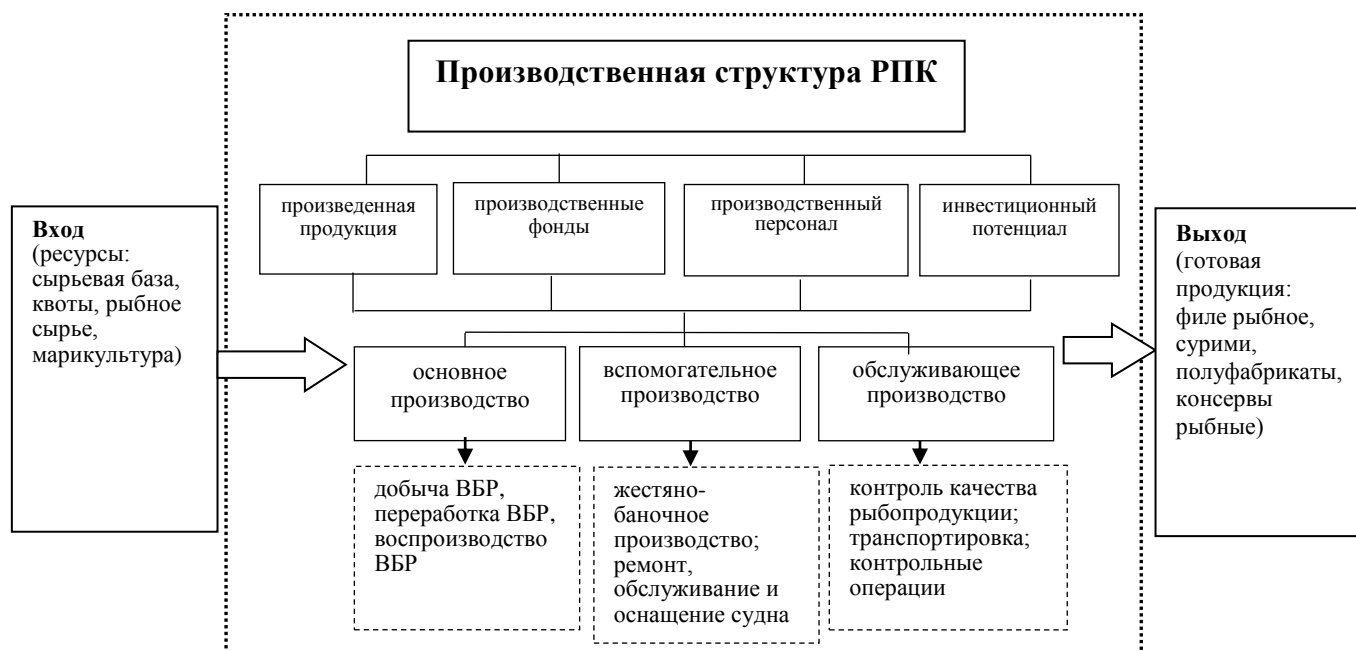 Производственная структура РПК
произведенная
продукция
производственные
фонды
производственный
персонал
инвестиционный
потенциал
Вход
(ресурсы:
сырьевая база,
квоты, рыбное
сырье,
марикультура)
основное
производство
вспомогательное
производство
обслуживающее
производство
добыча ВБР,
переработка ВБР,
воспроизводство
ВБР
жестяно-
баночное
производство;
ремонт,
обслуживание и
оснащение судна
контроль качества
рыбопродукции;
транспортировка;
контрольные
операции
Выход
(готовая
продукция:
филе рыбное,
сурими,
полуфабрикаты,
консервы
рыбные)